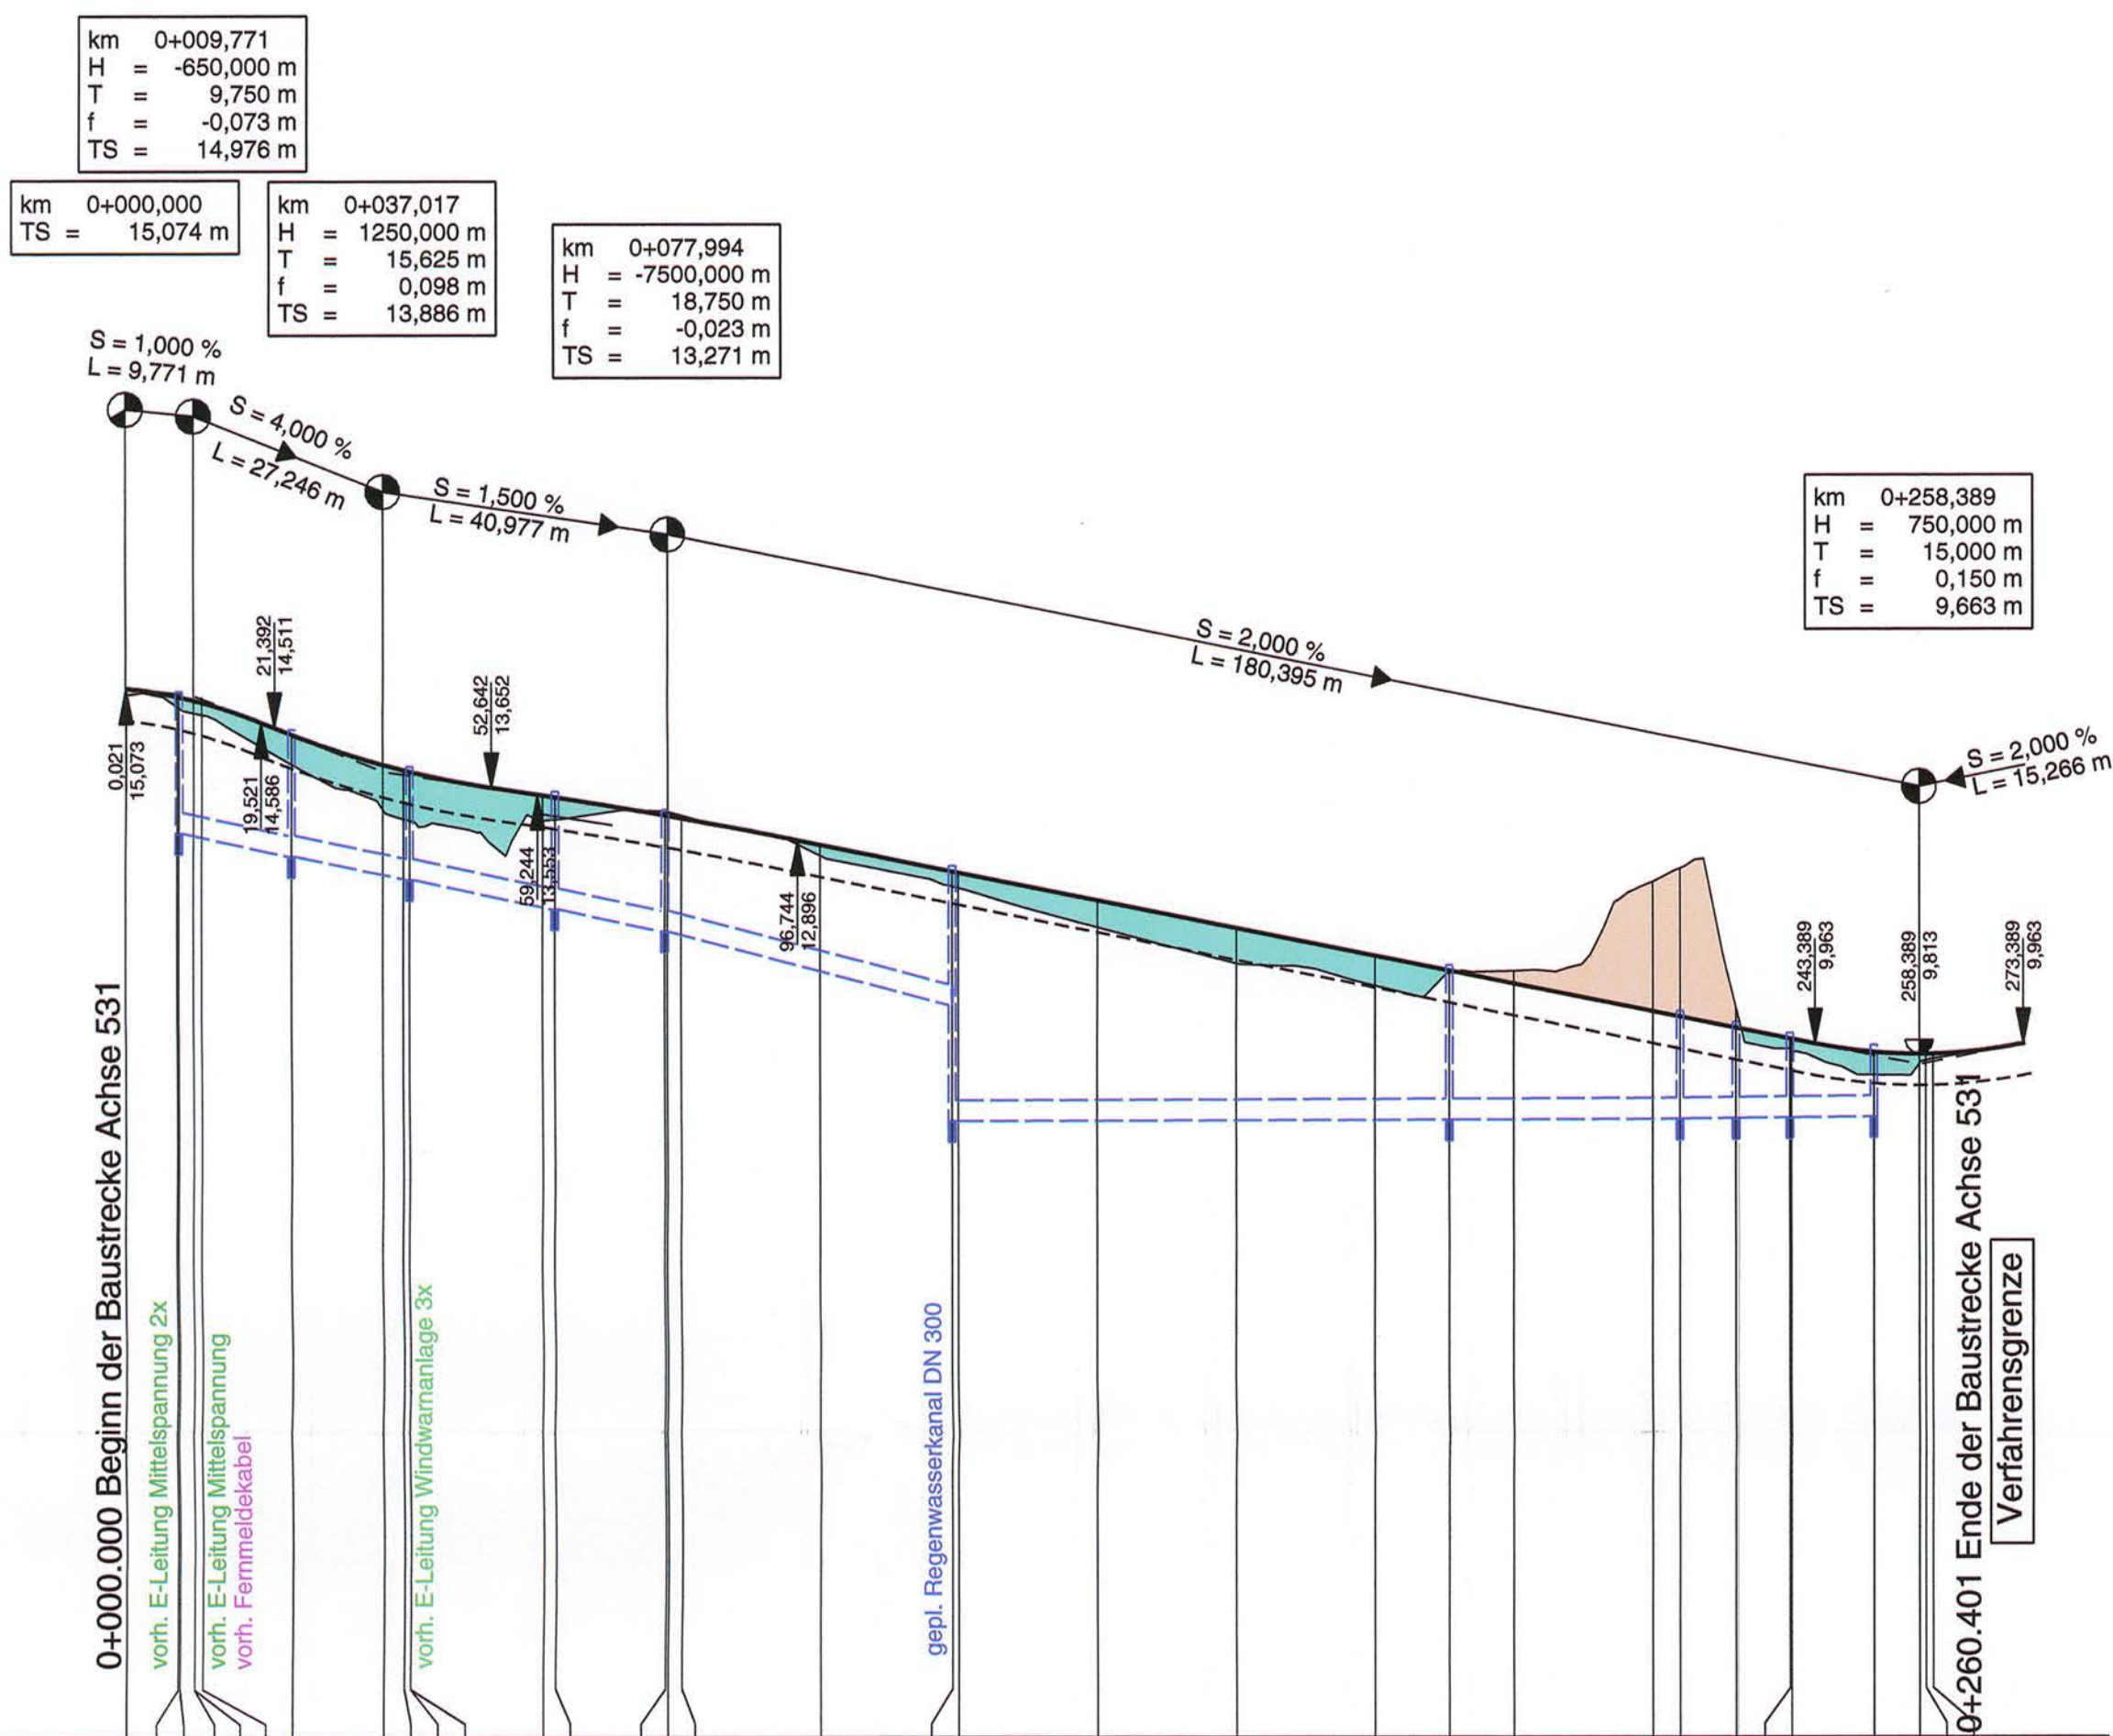 km 0+009,771
H = -650,000 m
T = 9,750 m
f = -0,073 m
TS = 14,976 m
km 0+000,000
TS = 15,074 m
km 0+037,017
H = 1250,000 m
T = 15,625 m
f = 0,098 m
TS = 13,886 m
km 0+077,994
H = -7500,000 m
T = 18,750 m
f = -0,023 m
TS = 13,271 m
km 0+258,389
H = 750,000 m
T = 15,000 m
f = 0,150 m
TS = 9,663 m
S = 1,000 %
L = 9,771 m
S = 4,000 %
L = 27,246 m
S = 1,500 %
L = 40,977 m
S = 2,000 %
L = 180,395 m
S = 2,000 %
L = 15,266 m
0,021
15,073
21,392
14,511
19,521
14,586
52,642
13,652
59,244
13,553
96,744
12,896
243,389
9,963
258,389
9,813
273,389
9,963
0+000.000 Beginn der Baustrecke Achse 531
vorh. E-Leitung Mittelspannung 2x
vorh. E-Leitung Mittelspannung
vorh. Fernmeldekabel
vorh. E-Leitung Windwarnanlage 3x
gepl. Regenwasserkanal DN 300
0+260.401 Ende der Baustrecke Achse 531
Verfahrensgrenze